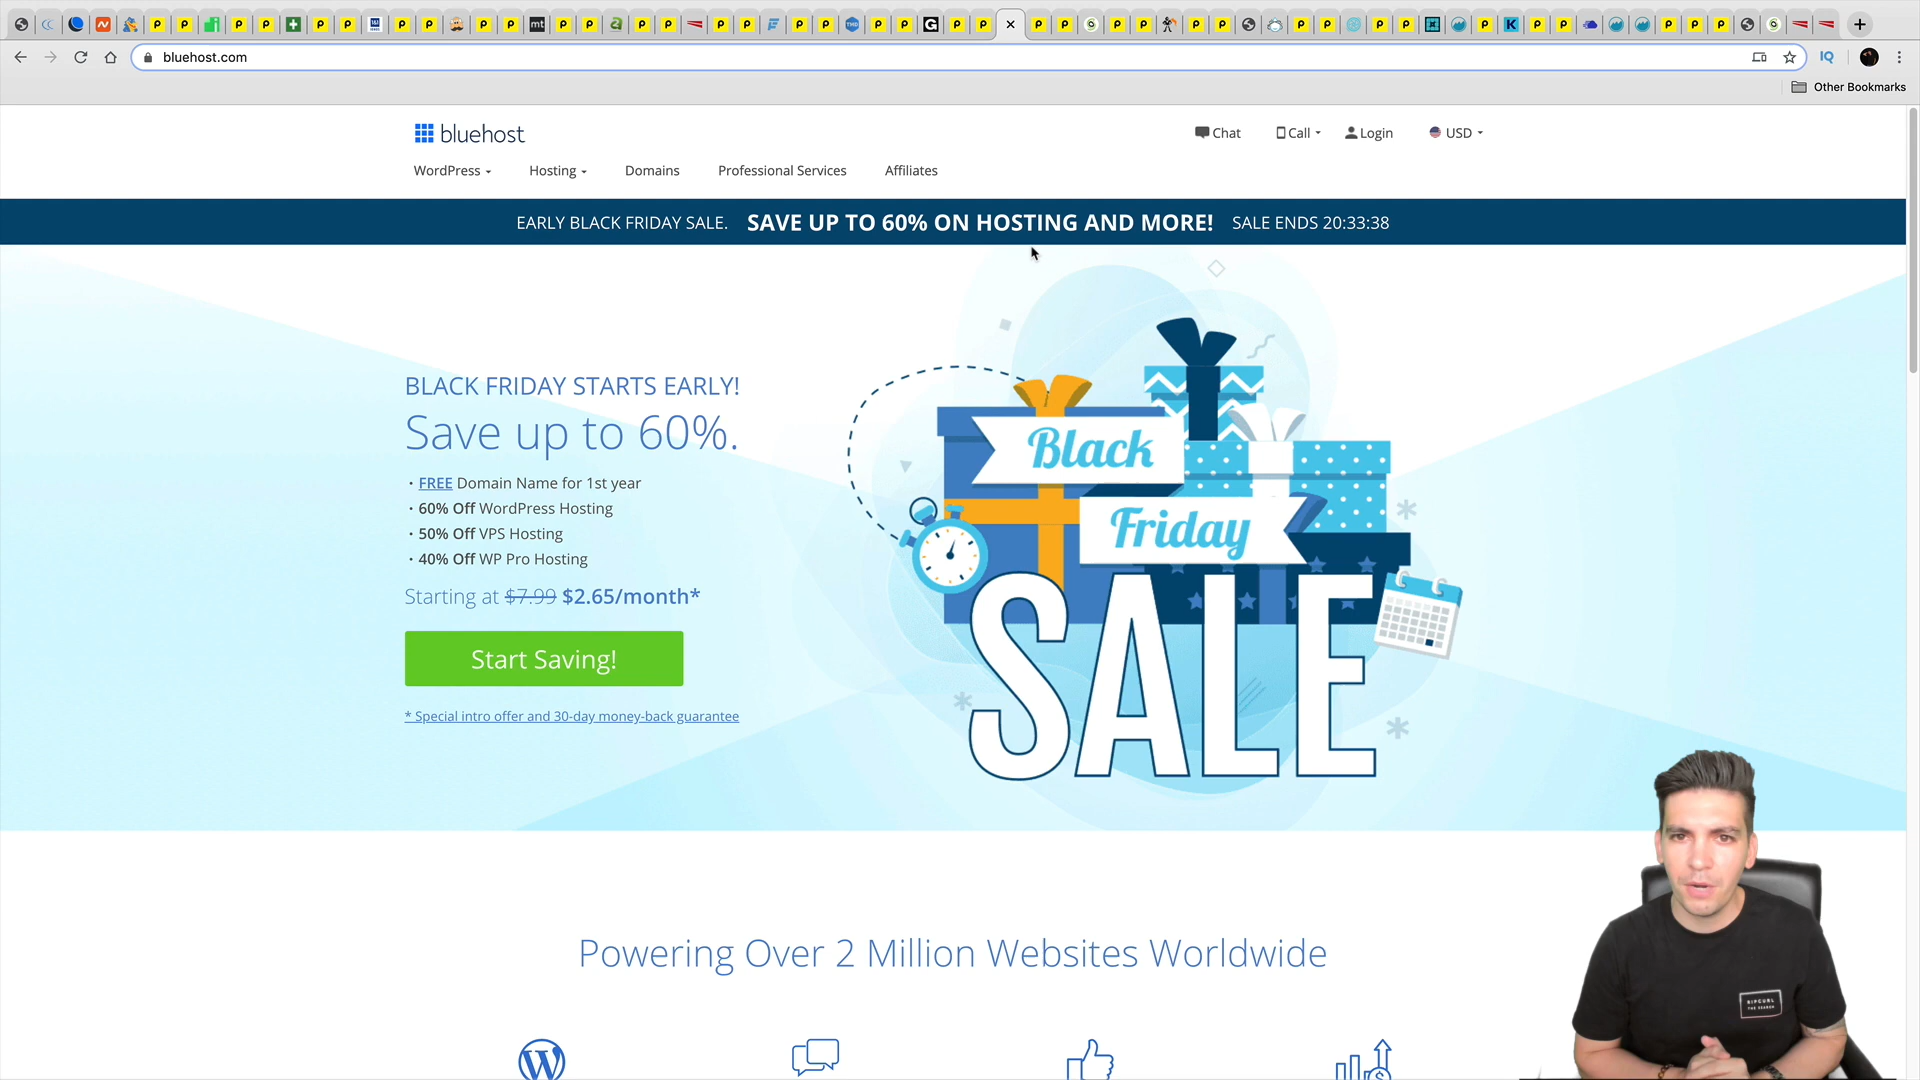 bluehost.com
IQ
Other Bookmarks
bluehost
Chat
Call
Login
USD
WordPress
Hosting
Domains
Professional Services
Affiliates
EARLY BLACK FRIDAY SALE. SAVE UP TO 60% ON HOSTING AND MORE! SALE ENDS 20:33:38
BLACK FRIDAY STARTS EARLY!
Save up to 60%.
· FREE Domain Name for 1st year
· 60% Off WordPress Hosting
· 50% Off VPS Hosting
· 40% Off WP Pro Hosting
Starting at $7.99 $2.65/month*
Start Saving!
* Special intro offer and 30-day money-back guarantee
Black
Friday
SALE
Powering Over 2 Million Websites Worldwide
RIPCURL
THE SEARCH